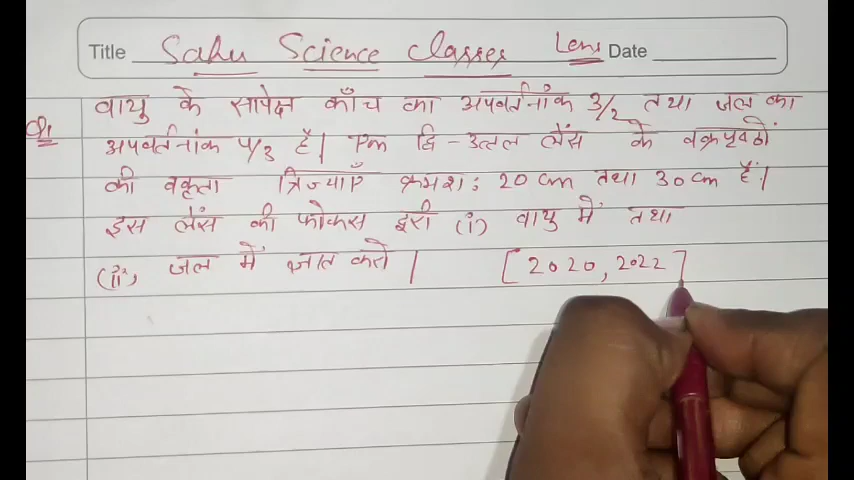 Title Sahu Science Classes Lens Date
Q1 वायु के सापेक्ष काँच का अपवर्तनांक 3/2 तथा जल का
अपवर्तनांक 4/3 है। एक द्वि-उत्तल लेंस के वक्रपृष्ठों
की वक्रता त्रिज्याएँ क्रमशः 20 cm तथा 30 cm हैं।
इस लेंस की फोकस दूरी (i) वायु में तथा
(ii) जल में ज्ञात करो। [2020, 2022]